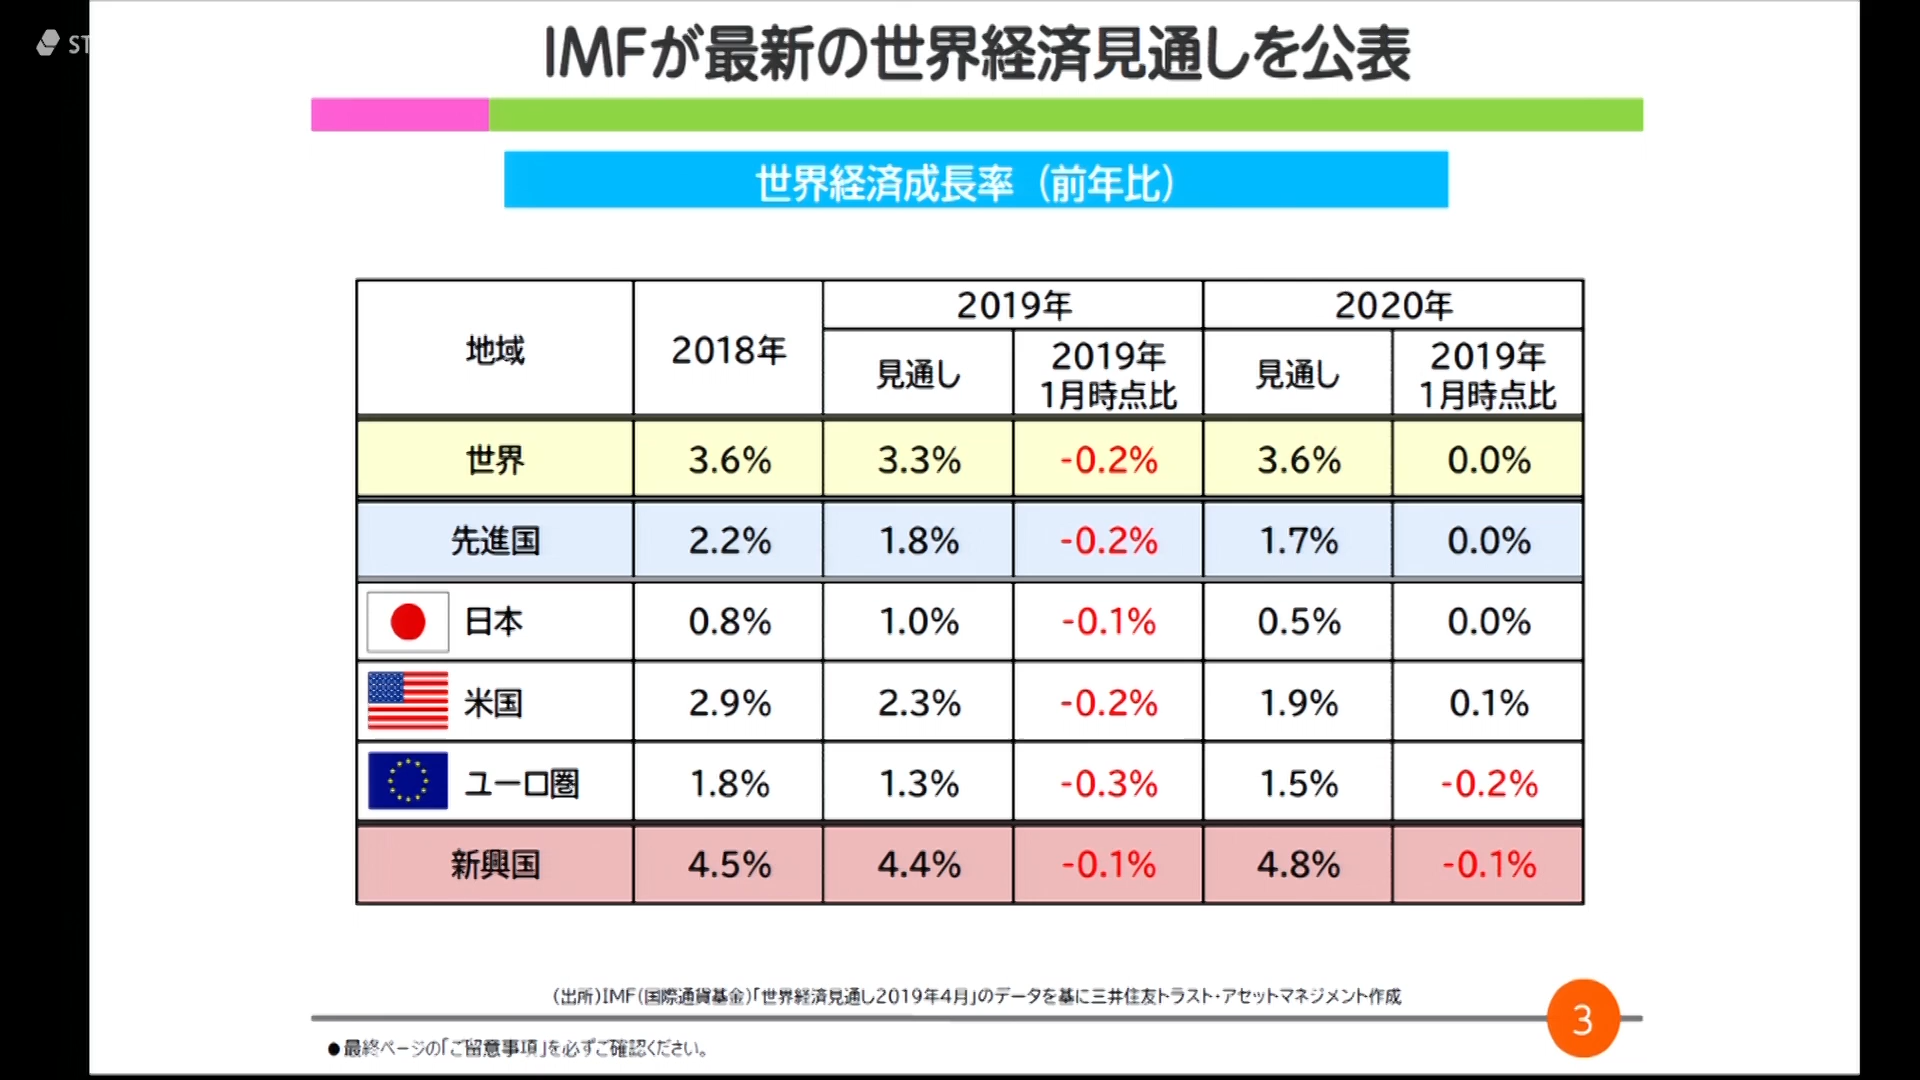 ST
IMFが最新の世界経済見通しを公表
世界経済成長率（前年比）
地域 2018年 2019年 2020年
見通し 2019年 1月時点比 見通し 2019年 1月時点比
世界 3.6% 3.3% -0.2% 3.6% 0.0%
先進国 2.2% 1.8% -0.2% 1.7% 0.0%
日本 0.8% 1.0% -0.1% 0.5% 0.0%
米国 2.9% 2.3% -0.2% 1.9% 0.1%
ユーロ圏 1.8% 1.3% -0.3% 1.5% -0.2%
新興国 4.5% 4.4% -0.1% 4.8% -0.1%
（出所）IMF（国際通貨基金）「世界経済見通し2019年4月」のデータを基に三井住友トラスト・アセットマネジメント作成
3
●最終ページの「ご留意事項」を必ずご確認ください。